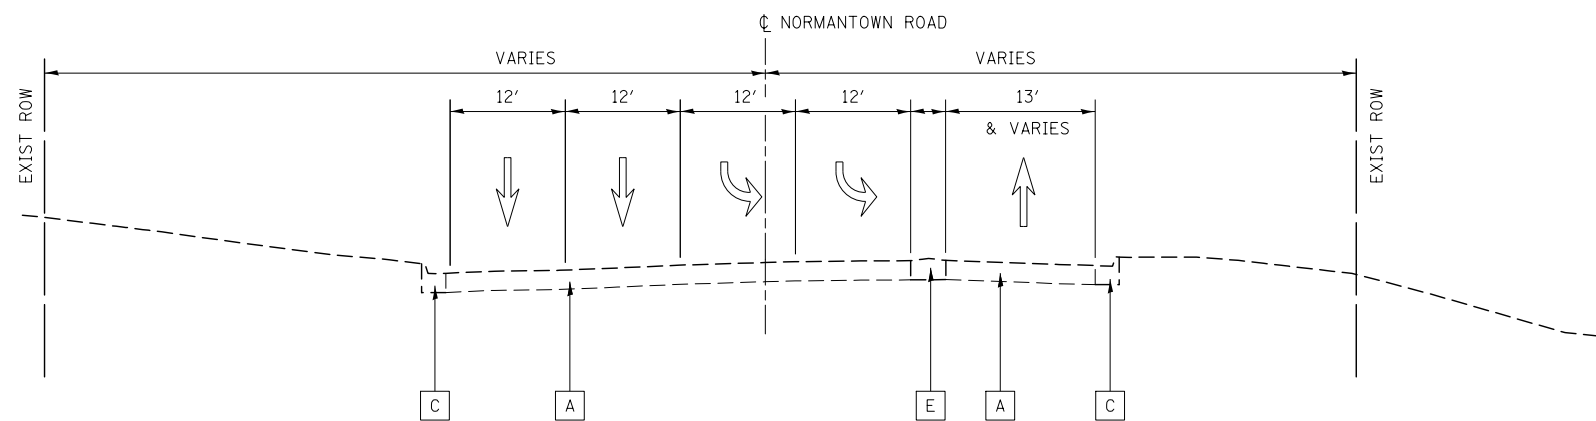 ℄ NORMANTOWN ROAD
VARIES
VARIES
EXIST ROW
12'
12'
12'
12'
13'
& VARIES
EXIST ROW
C
A
E
A
C